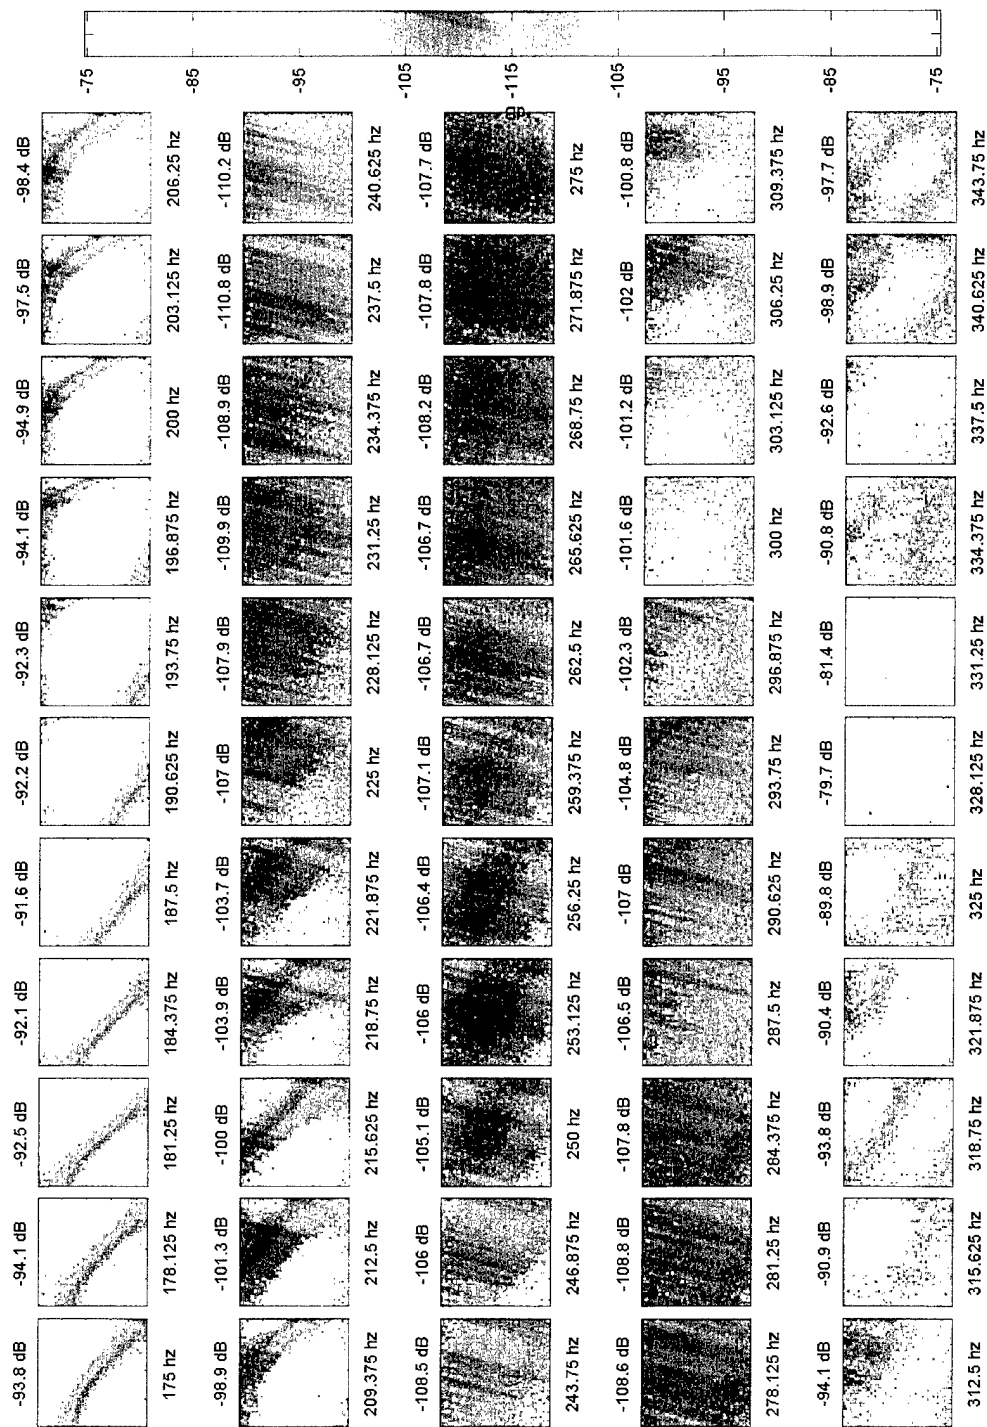 -93.8 dB -94.1 dB -92.5 dB -92.1 dB -91.6 dB -92.2 dB -92.3 dB -94.1 dB -94.9 dB -97.5 dB -98.4 dB
175 hz 178.125 hz 181.25 hz 184.375 hz 187.5 hz 190.625 hz 193.75 hz 196.875 hz 200 hz 203.125 hz 206.25 hz
-98.9 dB -101.3 dB -100 dB -103.9 dB -103.7 dB -107 dB -107.9 dB -109.9 dB -108.9 dB -110.8 dB -110.2 dB
209.375 hz 212.5 hz 215.625 hz 218.75 hz 221.875 hz 225 hz 228.125 hz 231.25 hz 234.375 hz 237.5 hz 240.625 hz
-108.5 dB -106 dB -105.1 dB -106 dB -106.4 dB -107.1 dB -106.7 dB -106.7 dB -108.2 dB -107.8 dB -107.7 dB
243.75 hz 246.875 hz 250 hz 253.125 hz 256.25 hz 259.375 hz 262.5 hz 265.625 hz 268.75 hz 271.875 hz 275 hz
-108.6 dB -108.8 dB -107.8 dB -106.5 dB -107 dB -104.8 dB -102.3 dB -101.6 dB -101.2 dB -102 dB -100.8 dB
278.125 hz 281.25 hz 284.375 hz 287.5 hz 290.625 hz 293.75 hz 296.875 hz 300 hz 303.125 hz 306.25 hz 309.375 hz
-94.1 dB -90.9 dB -93.8 dB -90.4 dB -89.8 dB -79.7 dB -81.4 dB -90.8 dB -92.6 dB -98.9 dB -97.7 dB
312.5 hz 315.625 hz 318.75 hz 321.875 hz 325 hz 328.125 hz 331.25 hz 334.375 hz 337.5 hz 340.625 hz 343.75 hz
-75
-85
-95
-105
-115
-105
-95
-85
-75